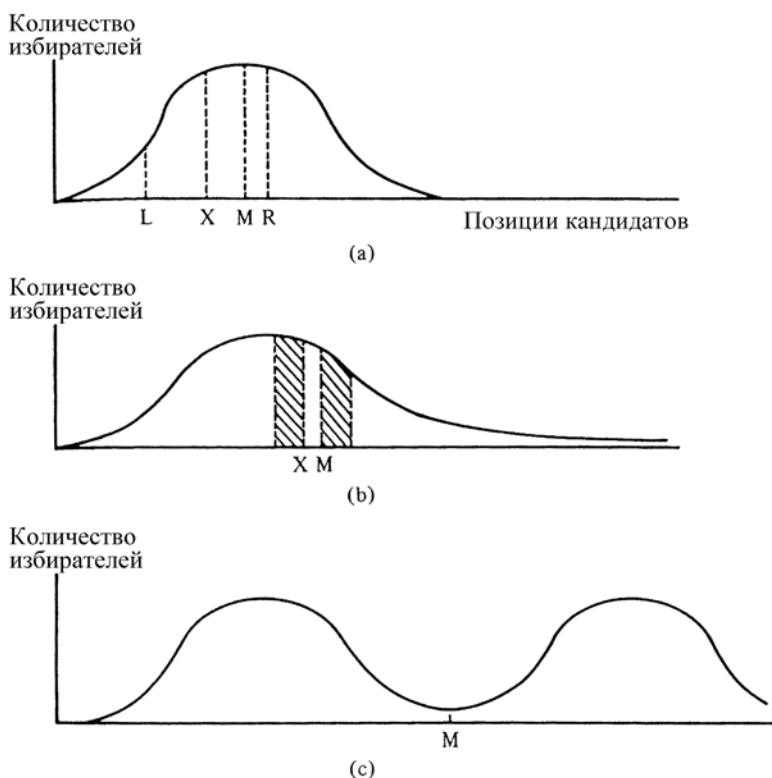 Количество
избирателей
L X M R
Позиции кандидатов
(a)
Количество
избирателей
X M
(b)
Количество
избирателей
M
(c)